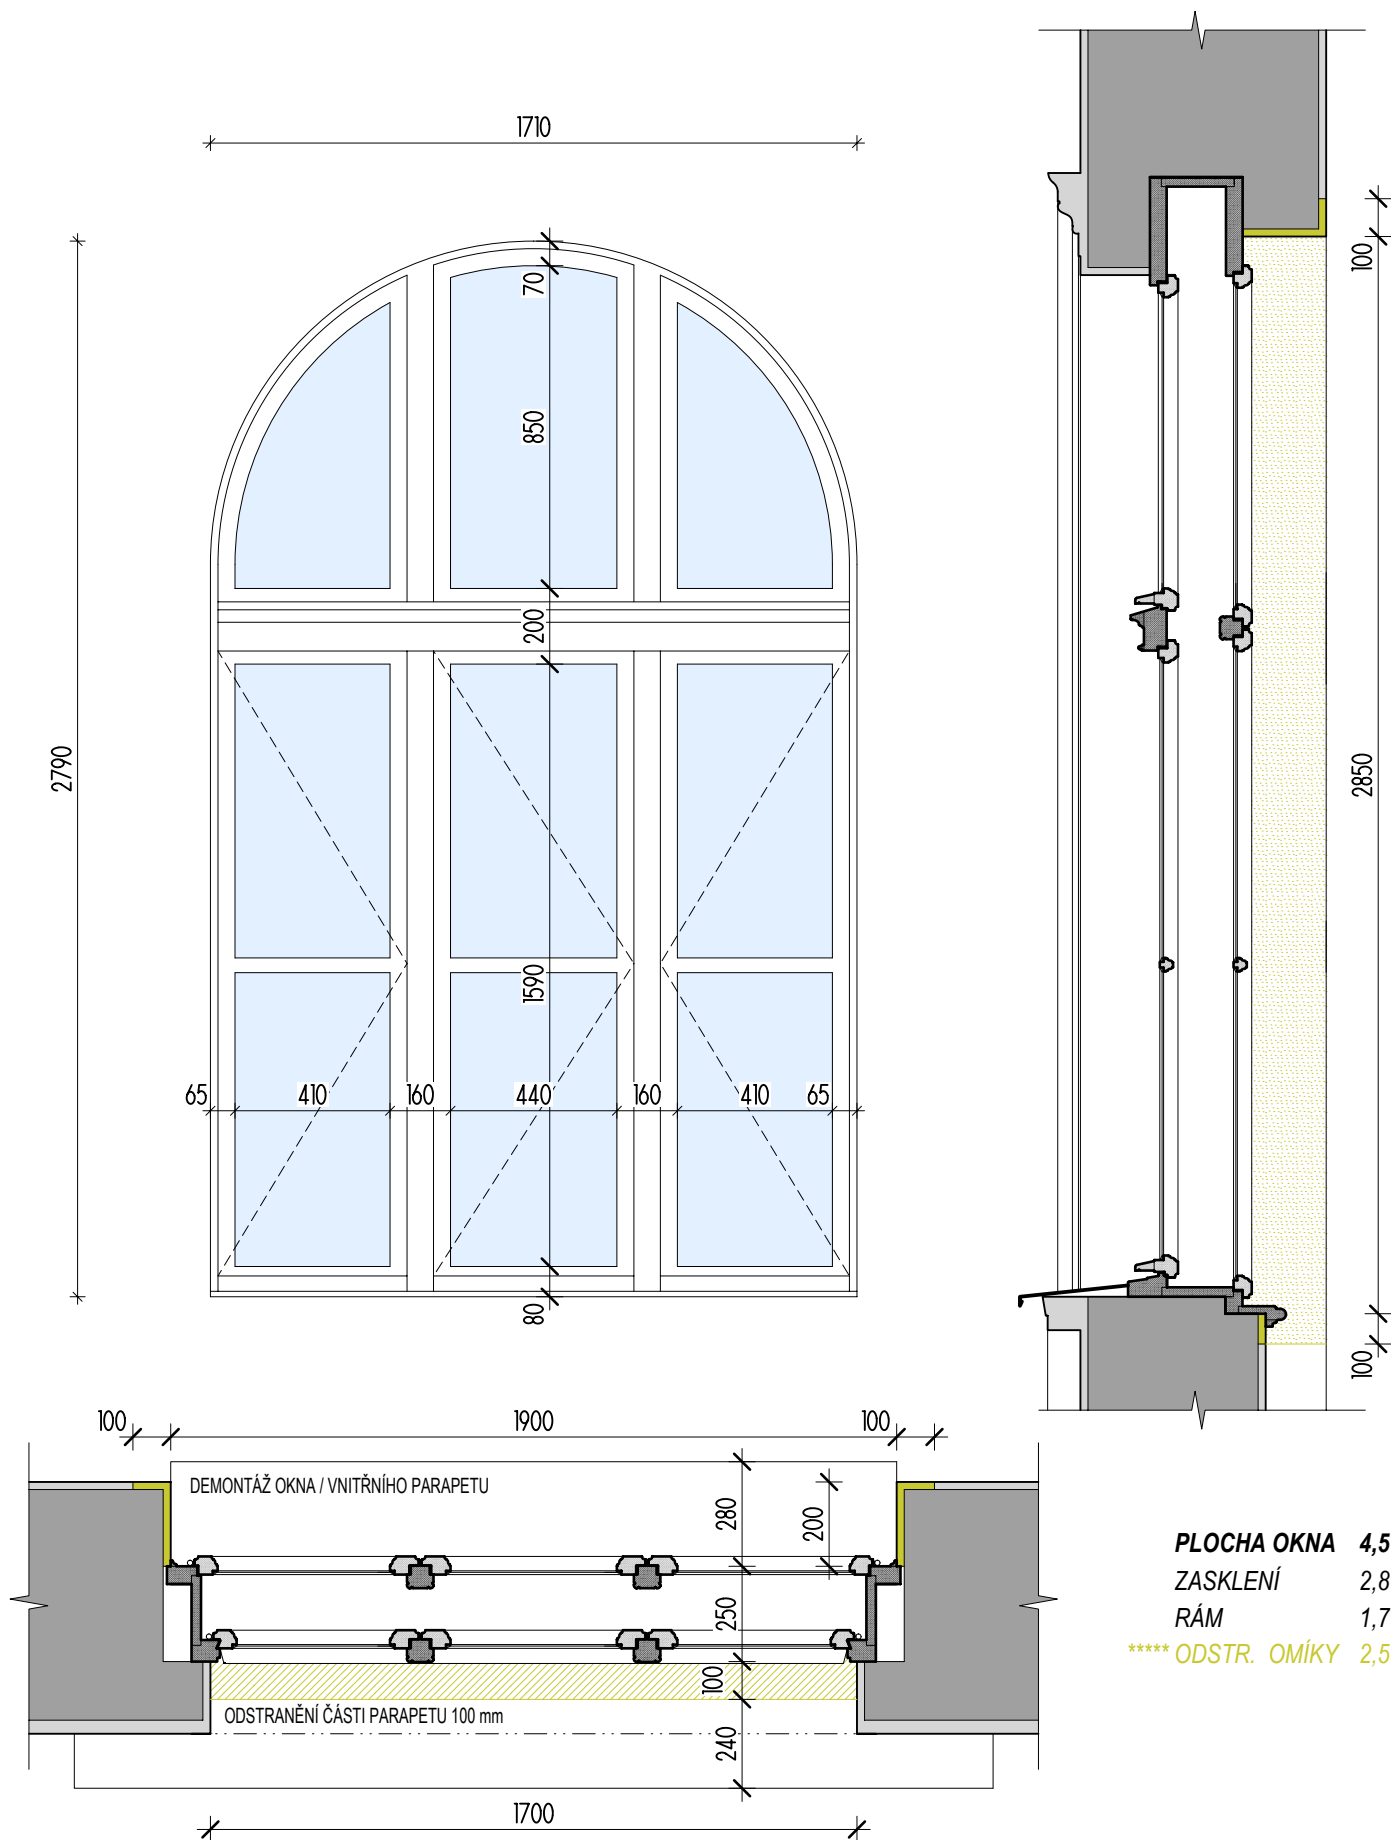 1710
100
70
850
200
2790
2850
1590
65 410 160 440 160 410 65
80
100
100 1900 100
DEMONTÁŽ OKNA / VNITŘNÍHO PARAPETU
280
200
250
100
ODSTRANĚNÍ ČÁSTI PARAPETU 100 mm
240
1700
PLOCHA OKNA 4,5
ZASKLENÍ 2,8
RÁM 1,7
***** ODSTR. OMÍKY 2,5